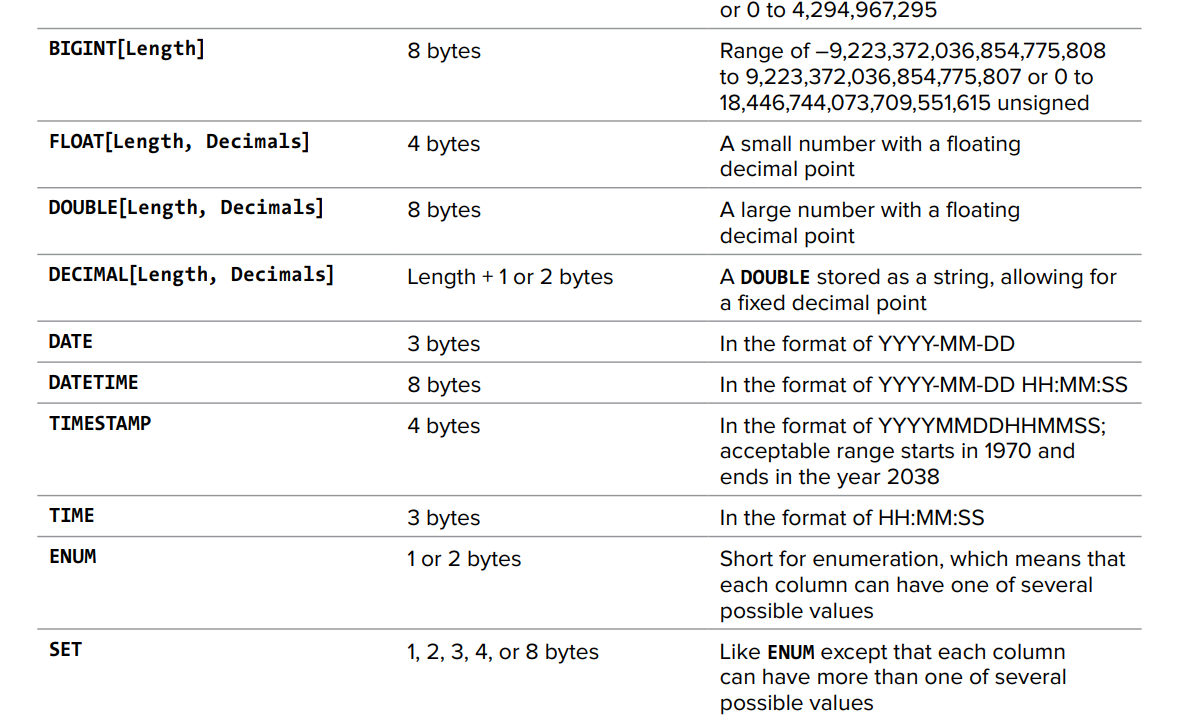 or 0 to 4,294,967,295
BIGINT[Length] 8 bytes Range of –9,223,372,036,854,775,808
to 9,223,372,036,854,775,807 or 0 to
18,446,744,073,709,551,615 unsigned
FLOAT[Length, Decimals] 4 bytes A small number with a floating
decimal point
DOUBLE[Length, Decimals] 8 bytes A large number with a floating
decimal point
DECIMAL[Length, Decimals] Length + 1 or 2 bytes A DOUBLE stored as a string, allowing for
a fixed decimal point
DATE 3 bytes In the format of YYYY-MM-DD
DATETIME 8 bytes In the format of YYYY-MM-DD HH:MM:SS
TIMESTAMP 4 bytes In the format of YYYYMMDDHHMMSS;
acceptable range starts in 1970 and
ends in the year 2038
TIME 3 bytes In the format of HH:MM:SS
ENUM 1 or 2 bytes Short for enumeration, which means that
each column can have one of several
possible values
SET 1, 2, 3, 4, or 8 bytes Like ENUM except that each column
can have more than one of several
possible values